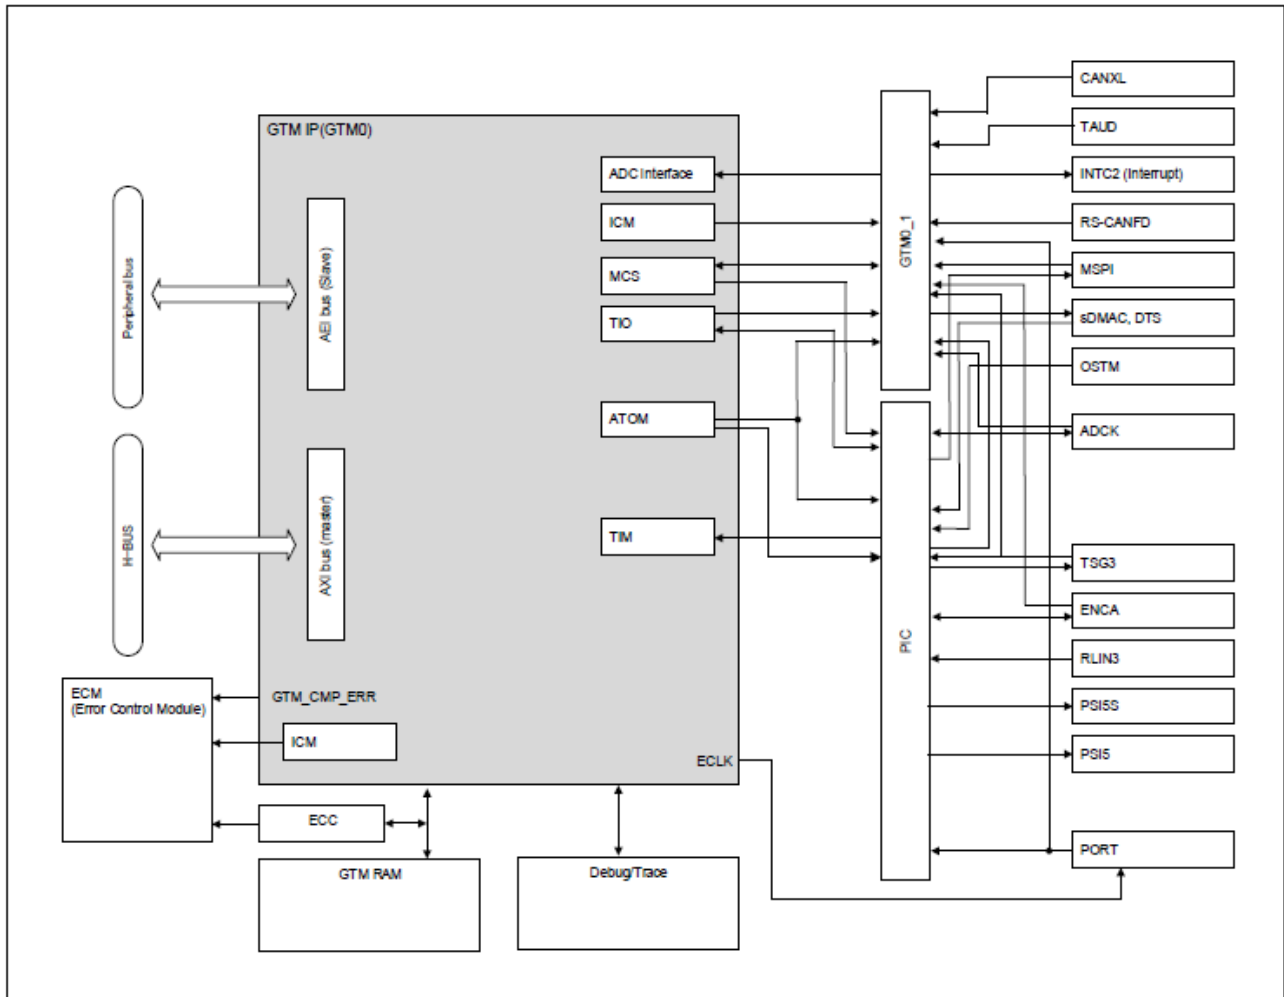 GTM IP(GTM0)
Peripheral bus
AEI bus (Slave)
H-BUS
AXI bus (master)
ADC Interface
ICM
MCS
TIO
ATOM
TIM
GTM_CMP_ERR
ICM
ECLK
ECM
(Error Control Module)
ECC
GTM RAM
Debug/Trace
GTM0_1
PIC
CANXL
TAUD
INTC2 (Interrupt)
RS-CANFD
MSPI
sDMAC, DTS
OSTM
ADCK
TSG3
ENCA
RLIN3
PSI5S
PSI5
PORT